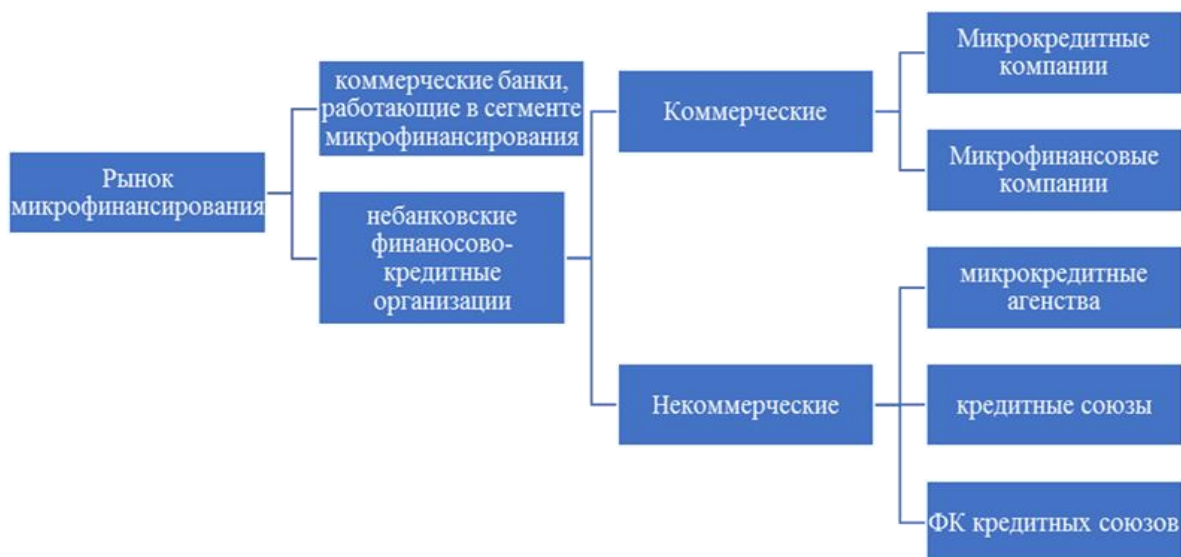 Рынок
микрофинансирования
коммерческие банки,
работающие в сегменте
микрофинансирования
небанковские
финаносово-
кредитные
организации
Коммерческие
Некоммерческие
Микрокредитные
компании
Микрофинансовые
компании
микрокредитные
агенства
кредитные союзы
ФК кредитных союзов